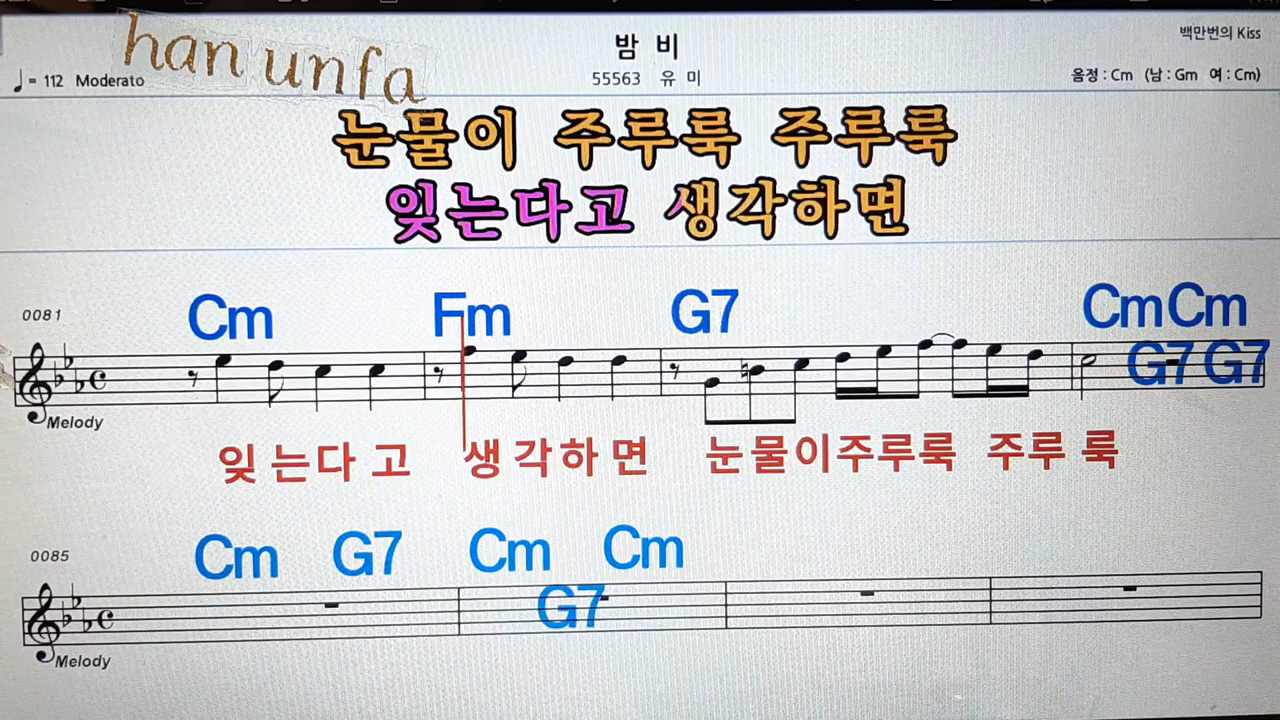 han unfa
밤 비
백만번의 Kiss
♩= 112 Moderato
55563 유 미
음정 : Cm (남 : Gm 여 : Cm)
눈물이 주루룩 주루룩
잊는다고 생각하면
Cm Fm G7 Cm Cm
0081
G7 G7
Melody
잊 는 다 고 생 각 하 면 눈 물 이 주 루 룩 주 루 룩
0085
Cm G7 Cm Cm
G7
Melody